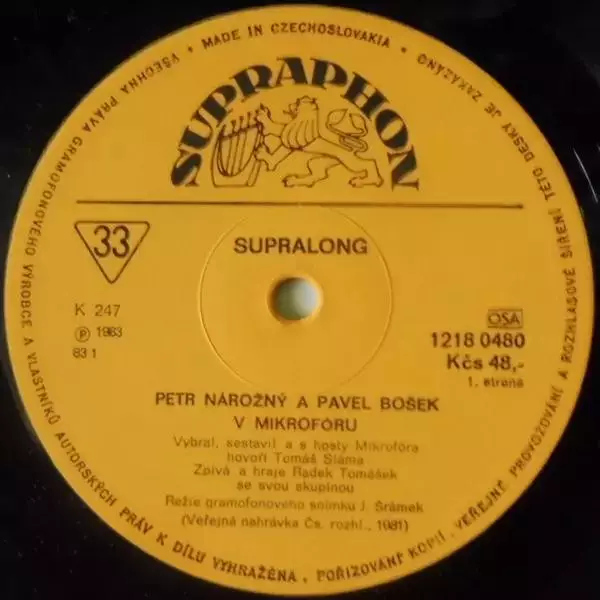 VŠECHNA PRÁVA GRAMOFONOVÉHO VÝROBCE A VLASTNÍKŮ AUTORSKÝCH PRÁV K DÍLU VYHRAŽENA. POŘIZOVÁNÍ KOPIÍ, VEŘEJNÉ PROVOZOVÁNÍ A ROZHLASOVÉ ŠÍŘENÍ TÉTO DESKY JE ZAKÁZÁNO
• MADE IN CZECHOSLOVAKIA •
SUPRAPHON
33
SUPRALONG
K 247
Ⓟ 1983
83 1
OSA
1218 0480
Kčs 48,-
1. strana
PETR NÁROŽNÝ A PAVEL BOŠEK
V MIKROFÓRU
Vybral, sestavil a s hosty Mikrofóra
hovoří Tomáš Sláma
Zpívá a hraje Radek Tomášek
se svou skupinou
Režie gramofonového snímku J. Šrámek
(Veřejná nahrávka Čs. rozhl., 1981)